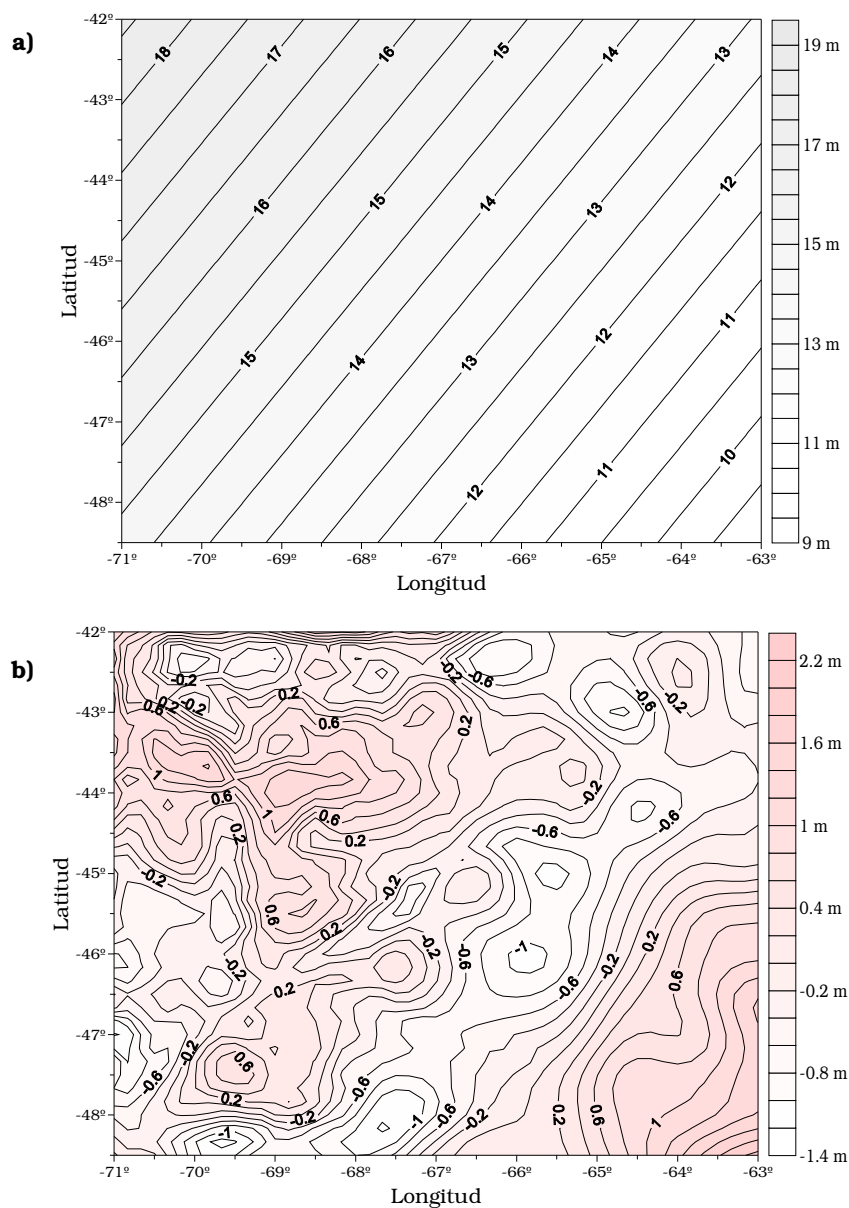 a)
-42º
-43º
-44º
-45º
-46º
-47º
-48º
Latitud
18 17 16 15 14 13
16 15 14 13 12
15 14 13 12 11
12 11 10
19 m
17 m
15 m
13 m
11 m
9 m
-71º -70º -69º -68º -67º -66º -65º -64º -63º
Longitud
b)
-42º
-43º
-44º
-45º
-46º
-47º
-48º
Latitud
-0.2 -0.2 -0.6
0.2 -0.6 -0.2
0.6 0.2 -0.2 0.6 0.2
1 0.6 1 0.6 -0.2
0.2 0.2 -0.6 -0.6
-0.2 -0.2
0.6 0.2 -0.2 -0.6 -1 -0.2 0.2
-0.2 0.2 -0.6 0.6
-0.2 0.6
-0.6 0.2 -0.2 -0.6 -1 -0.6 -0.2 0.2 0.6 1
-1
2.2 m
1.6 m
1 m
0.4 m
-0.2 m
-0.8 m
-1.4 m
-71º -70º -69º -68º -67º -66º -65º -64º -63º
Longitud